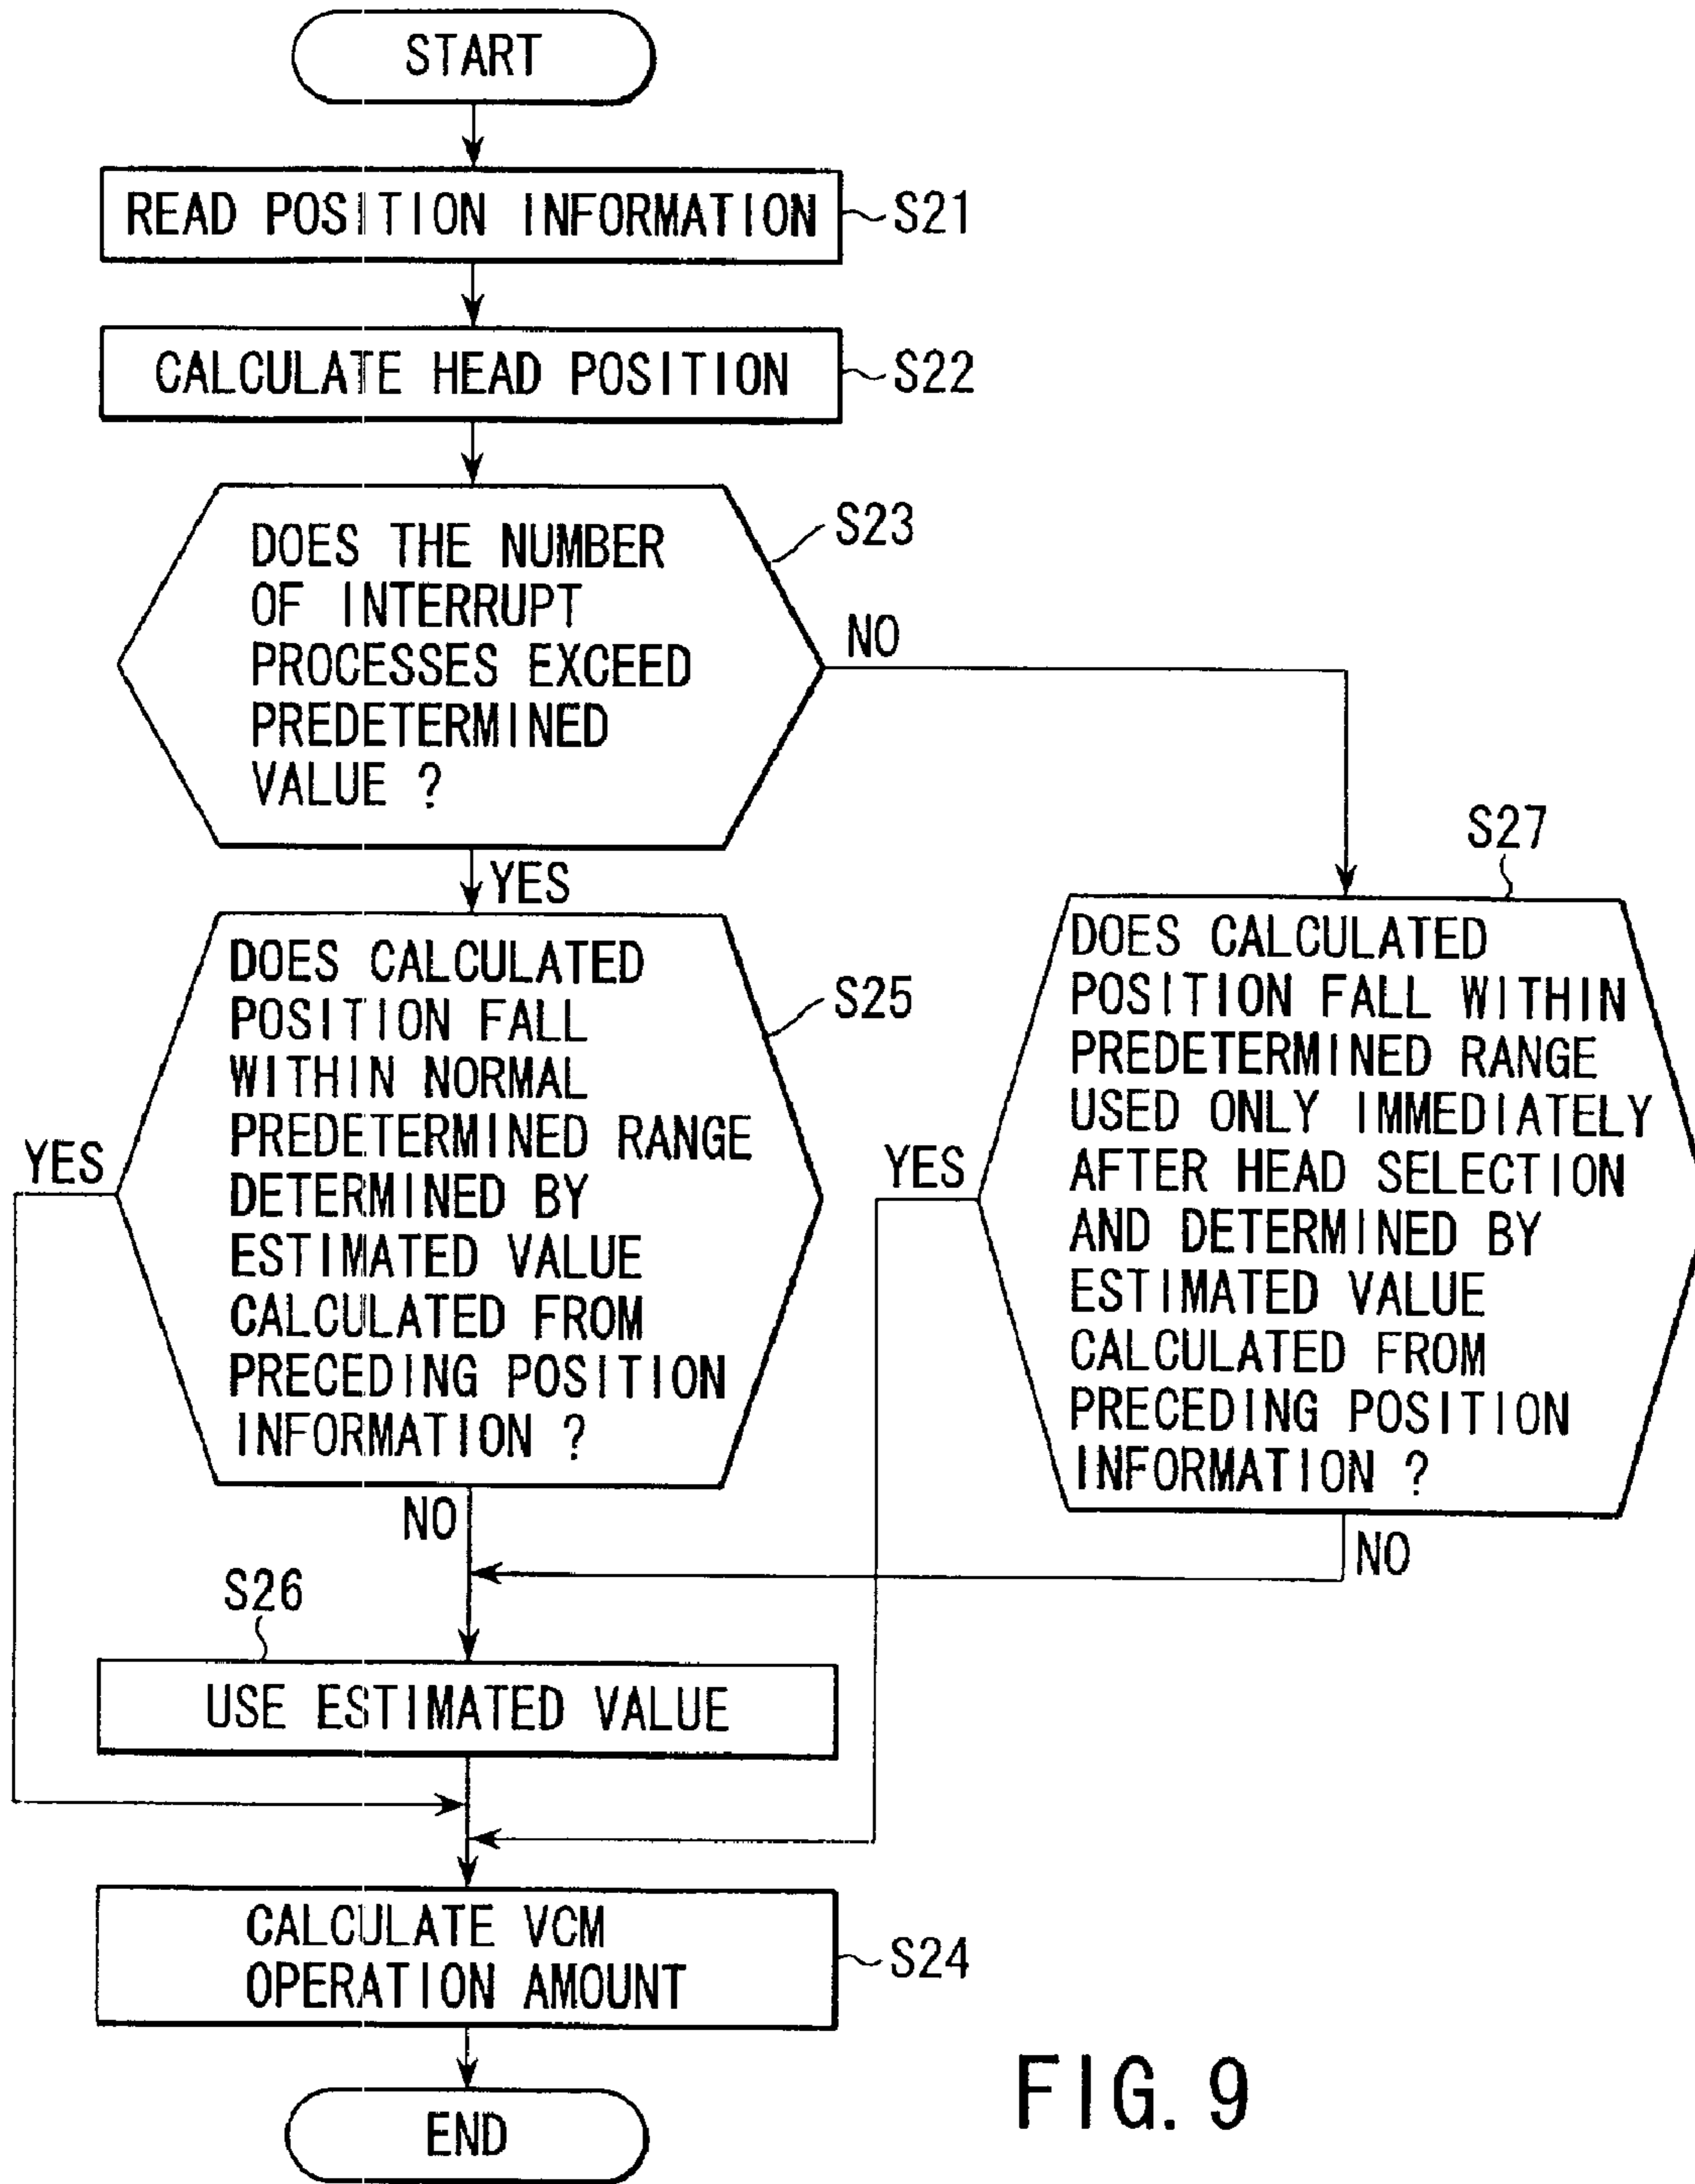 START
READ POSITION INFORMATION
S21
CALCULATE HEAD POSITION
S22
DOES THE NUMBER
OF INTERRUPT
PROCESSES EXCEED
PREDETERMINED
VALUE ?
S23
NO
YES
DOES CALCULATED
POSITION FALL
WITHIN NORMAL
PREDETERMINED RANGE
DETERMINED BY
ESTIMATED VALUE
CALCULATED FROM
PRECEDING POSITION
INFORMATION ?
S25
YES
NO
S27
DOES CALCULATED
POSITION FALL WITHIN
PREDETERMINED RANGE
USED ONLY IMMEDIATELY
AFTER HEAD SELECTION
AND DETERMINED BY
ESTIMATED VALUE
CALCULATED FROM
PRECEDING POSITION
INFORMATION ?
YES
NO
S26
USE ESTIMATED VALUE
CALCULATE VCM
OPERATION AMOUNT
S24
END
FIG. 9